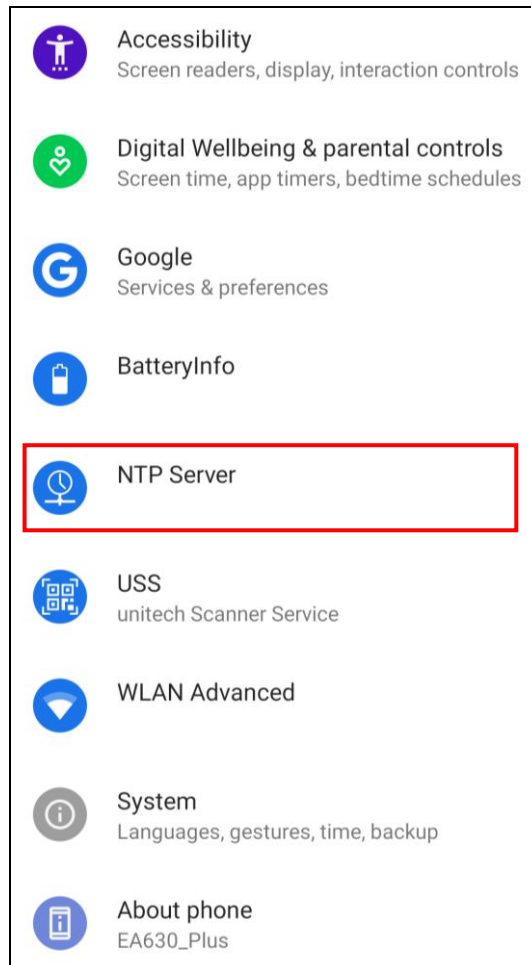 Accessibility
Screen readers, display, interaction controls
Digital Wellbeing & parental controls
Screen time, app timers, bedtime schedules
Google
Services & preferences
BatteryInfo
NTP Server
USS
unitech Scanner Service
WLAN Advanced
System
Languages, gestures, time, backup
About phone
EA630_Plus